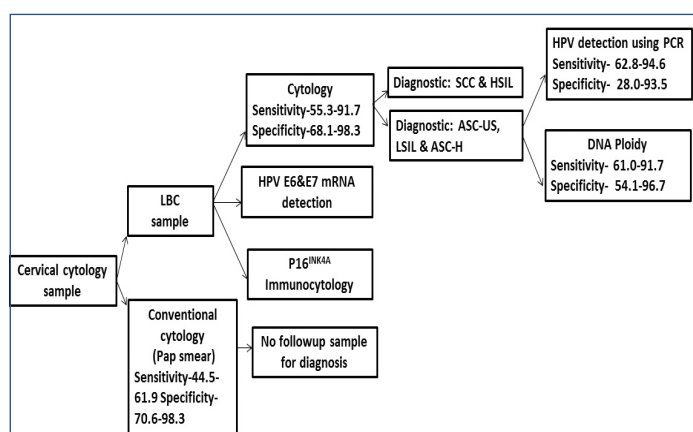 Cervical cytology
sample
LBC
sample
Conventional
cytology
(Pap smear)
Sensitivity-44.5-
61.9 Specificity-
70.6-98.3
Cytology
Sensitivity-55.3-91.7
Specificity-68.1-98.3
HPV E6&E7 mRNA
detection
P16INK4A
Immunocytology
No followup sample
for diagnosis
Diagnostic: SCC & HSIL
Diagnostic: ASC-US,
LSIL & ASC-H
HPV detection using PCR
Sensitivity- 62.8-94.6
Specificity- 28.0-93.5
DNA Ploidy
Sensitivity- 61.0-91.7
Specificity- 54.1-96.7